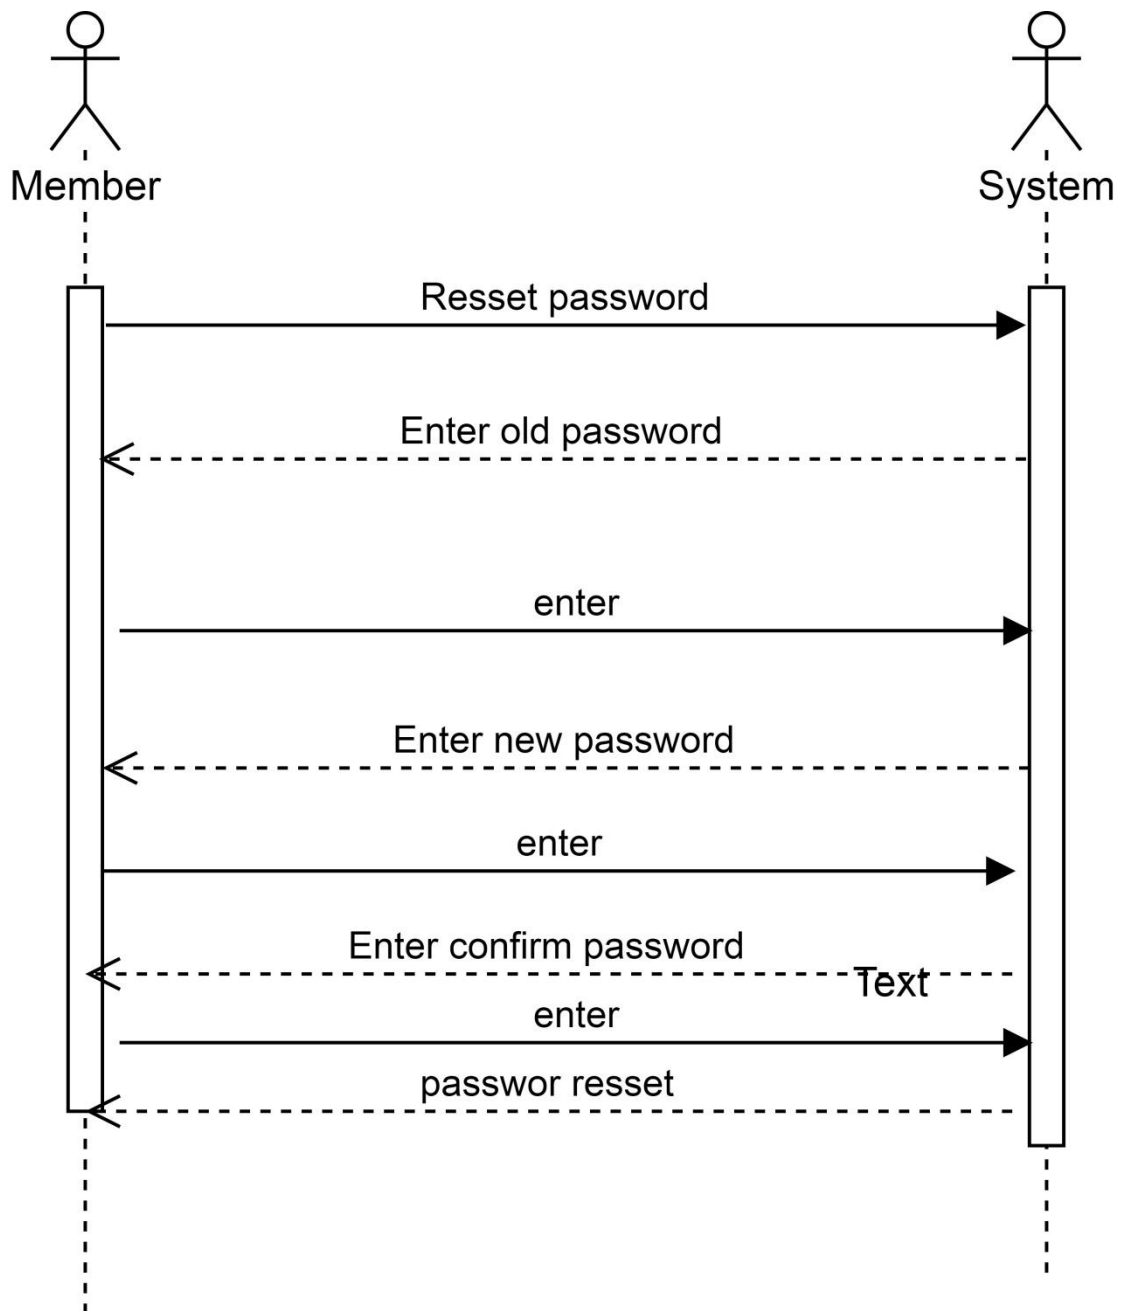 Member
System
Resset password
Enter old password
enter
Enter new password
enter
Enter confirm password
Text
enter
passwor resset